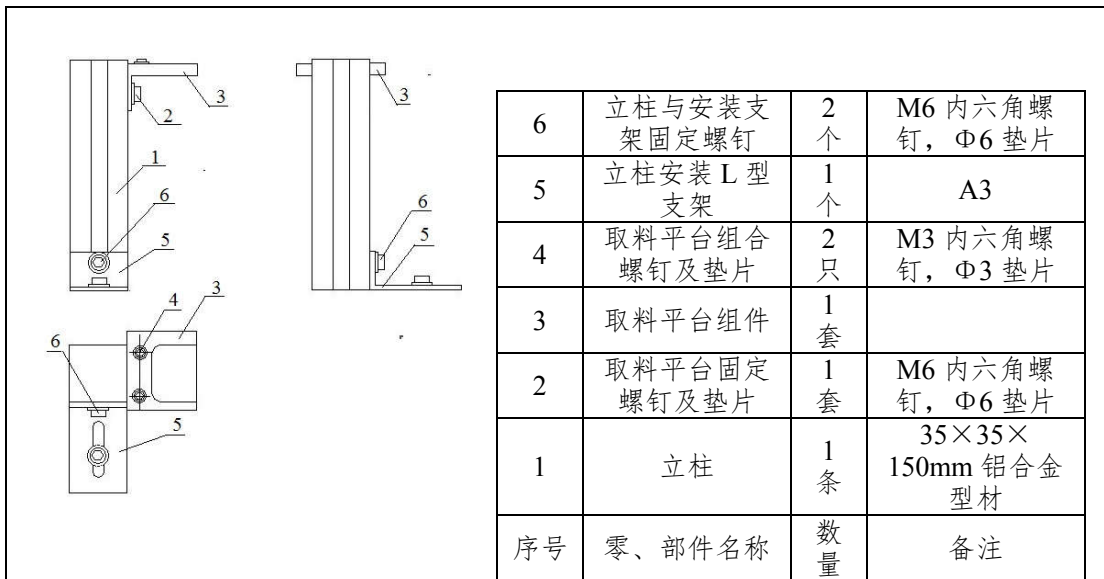 3
2
1
6
5
3
6
5
4
3
6
5
6
立柱与安装支
架固定螺钉
2
个
M6 内六角螺
钉，Φ6 垫片
5
立柱安装 L 型
支架
1
个
A3
4
取料平台组合
螺钉及垫片
2
只
M3 内六角螺
钉，Φ3 垫片
3
取料平台组件
1
套
2
取料平台固定
螺钉及垫片
1
套
M6 内六角螺
钉，Φ6 垫片
1
立柱
1
条
35×35×
150mm 铝合金
型材
序号
零、部件名称
数
量
备注